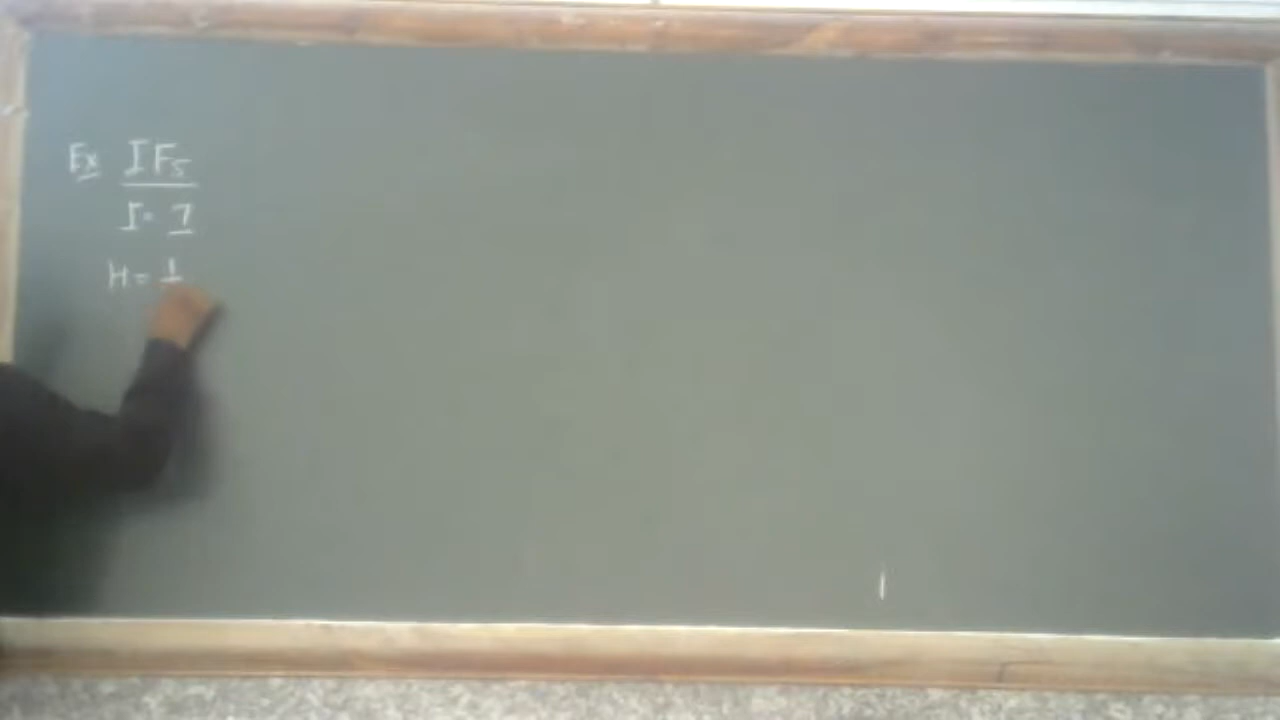 Ex IF5
I = 7
H = 1